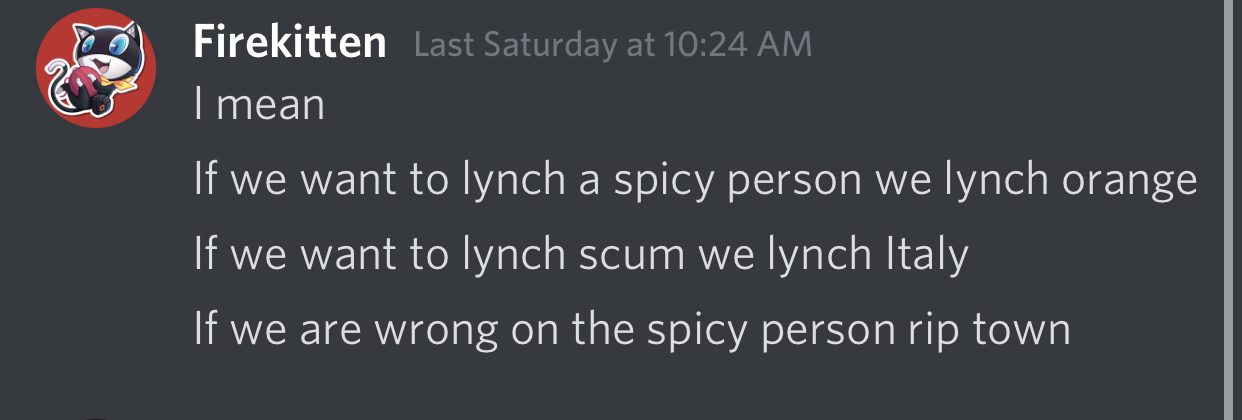 Firekitten Last Saturday at 10:24 AM
I mean
If we want to lynch a spicy person we lynch orange
If we want to lynch scum we lynch Italy
If we are wrong on the spicy person rip town